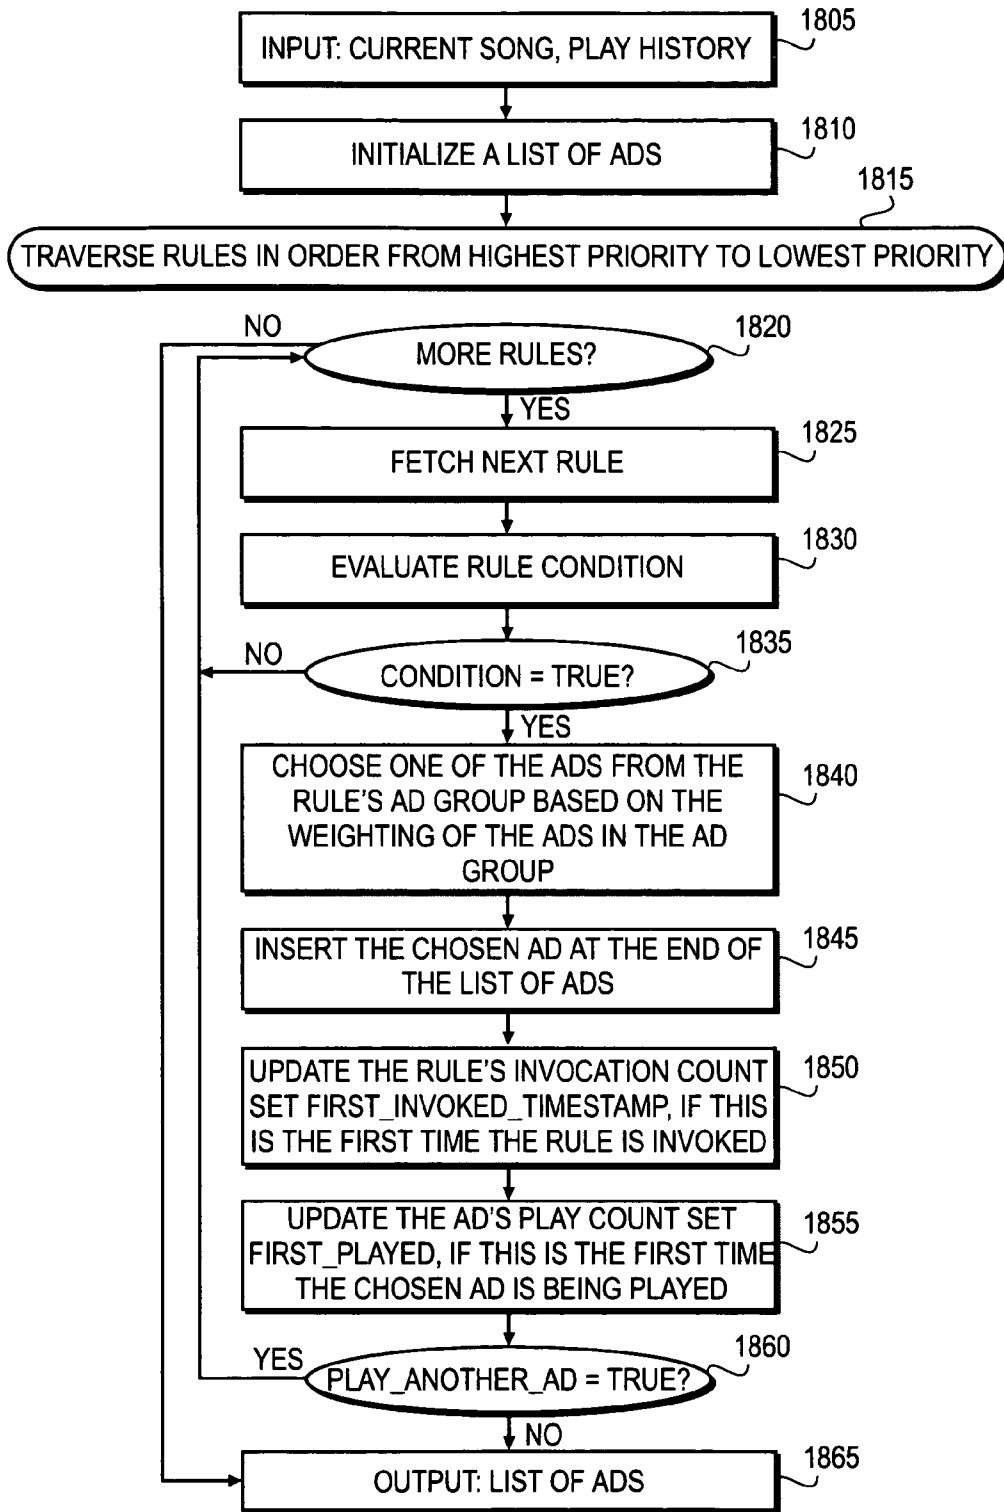 1805
INPUT: CURRENT SONG, PLAY HISTORY
1810
INITIALIZE A LIST OF ADS
1815
TRAVERSE RULES IN ORDER FROM HIGHEST PRIORITY TO LOWEST PRIORITY
NO
1820
MORE RULES?
YES
1825
FETCH NEXT RULE
1830
EVALUATE RULE CONDITION
1835
NO
CONDITION = TRUE?
YES
CHOOSE ONE OF THE ADS FROM THE
1840
RULE'S AD GROUP BASED ON THE
WEIGHTING OF THE ADS IN THE AD
GROUP
1845
INSERT THE CHOSEN AD AT THE END OF
THE LIST OF ADS
1850
UPDATE THE RULE'S INVOCATION COUNT
SET FIRST_INVOKED_TIMESTAMP, IF THIS
IS THE FIRST TIME THE RULE IS INVOKED
1855
UPDATE THE AD'S PLAY COUNT SET
FIRST_PLAYED, IF THIS IS THE FIRST TIME
THE CHOSEN AD IS BEING PLAYED
1860
YES
PLAY_ANOTHER_AD = TRUE?
NO
1865
OUTPUT: LIST OF ADS